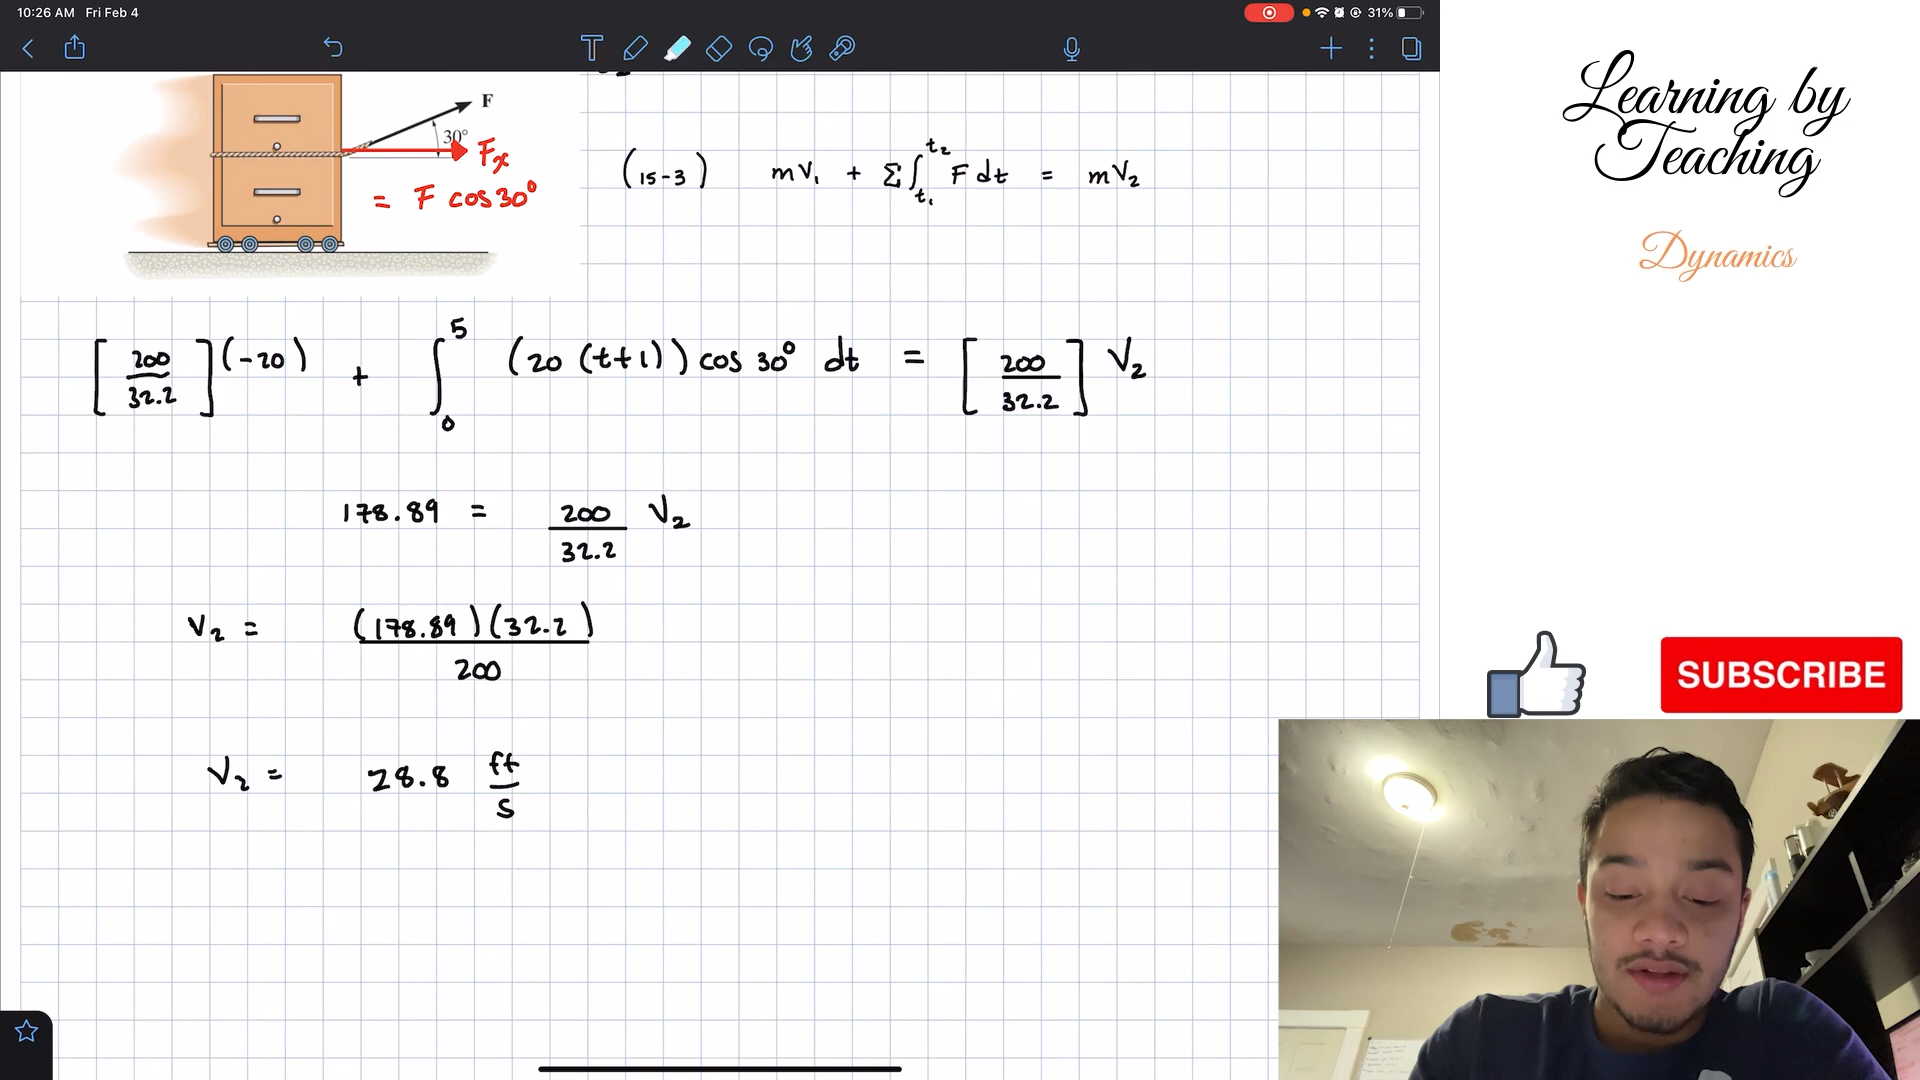 10:26 AM Fri Feb 4
31%
Learning by
Teaching
Dynamics
F
30°
Fx
= F cos30°
(15-3) mV₁ + Σ∫ₜ₁ᵗ² F dt = mV₂
[200/32.2](-20) + ∫₀⁵ (20 (t+1)) cos 30° dt = [200/32.2] V₂
178.89 = 200/32.2 V₂
V₂ = (178.89)(32.2)/200
V₂ = 28.8 ft/s
SUBSCRIBE